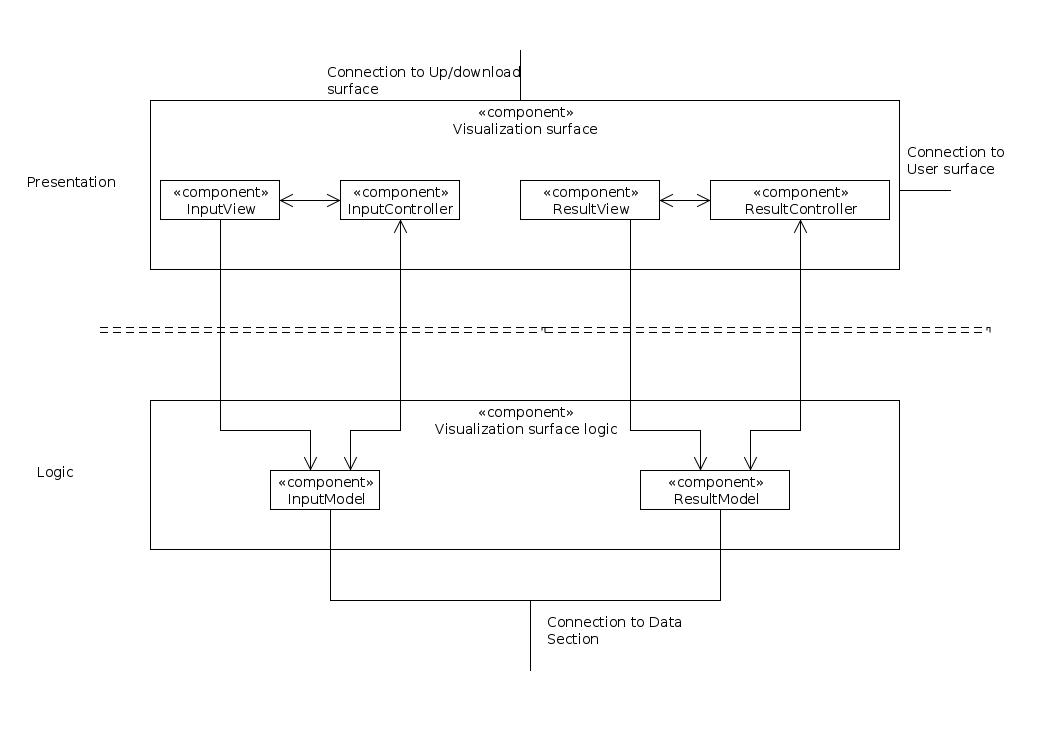 Connection to Up/download
surface
«component»
Visualization surface
Connection to
User surface
Presentation
«component»
InputView
«component»
InputController
«component»
ResultView
«component»
ResultController
«component»
Visualization surface logic
Logic
«component»
InputModel
«component»
ResultModel
Connection to Data
Section